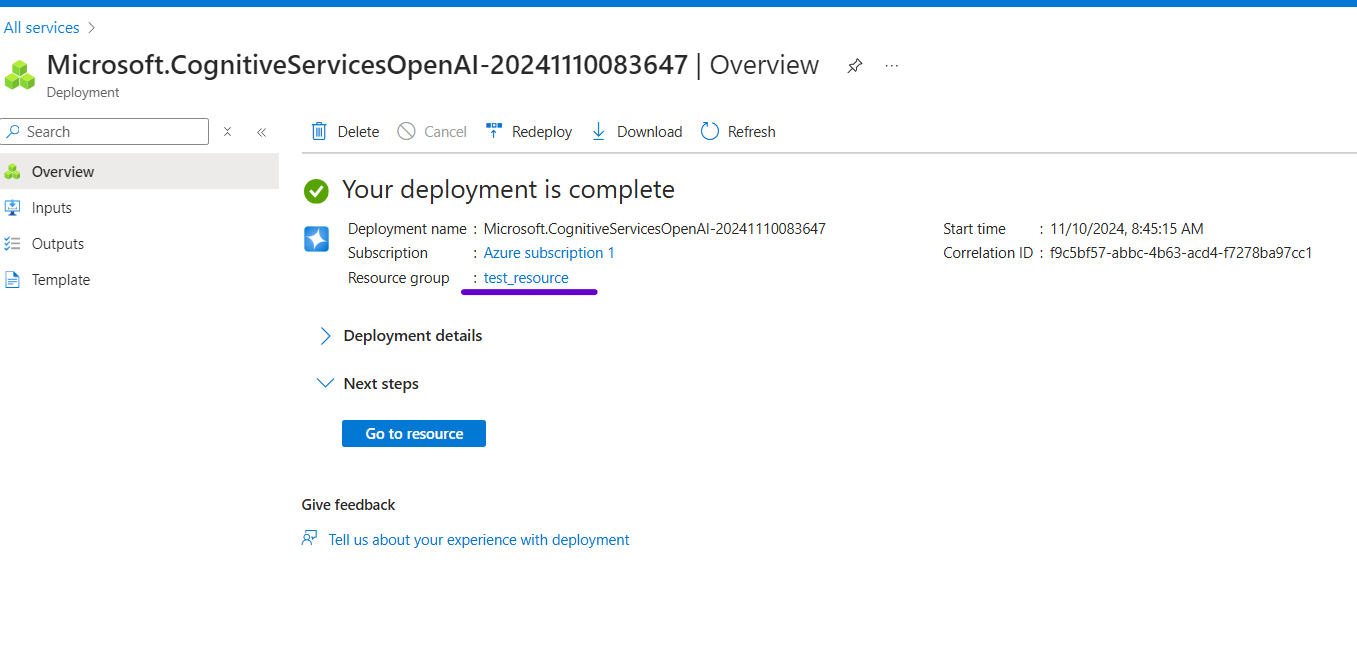 All services
Microsoft.CognitiveServicesOpenAI-20241110083647 | Overview
Deployment
Search
Delete Cancel Redeploy Download Refresh
Overview
Inputs
Outputs
Template
Your deployment is complete
Deployment name : Microsoft.CognitiveServicesOpenAI-20241110083647
Subscription : Azure subscription 1
Resource group : test_resource
Start time : 11/10/2024, 8:45:15 AM
Correlation ID : f9c5bf57-abbc-4b63-acd4-f7278ba97cc1
Deployment details
Next steps
Go to resource
Give feedback
Tell us about your experience with deployment